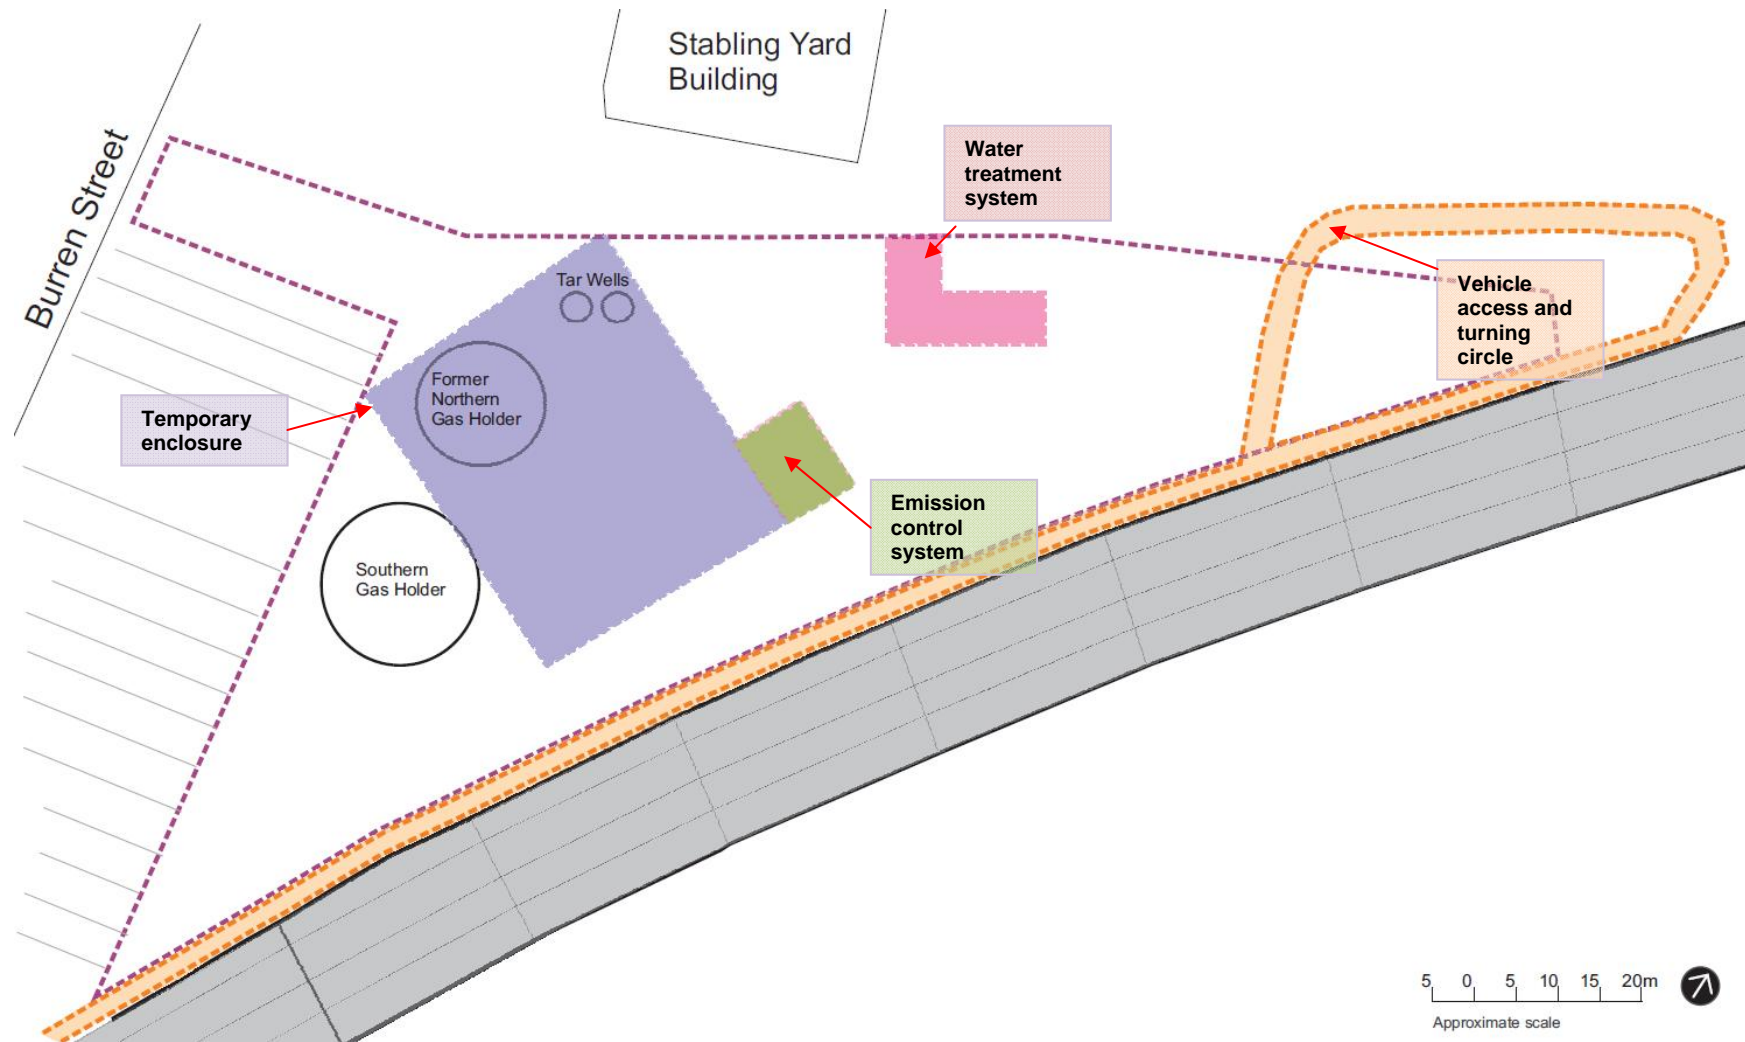 Stabling Yard
Building
Burren Street
Water
treatment
system
Tar Wells
Vehicle
access and
turning
circle
Former
Northern
Gas Holder
Temporary
enclosure
Emission
control
system
Southern
Gas Holder
5 0 5 10 15 20m
Approximate scale